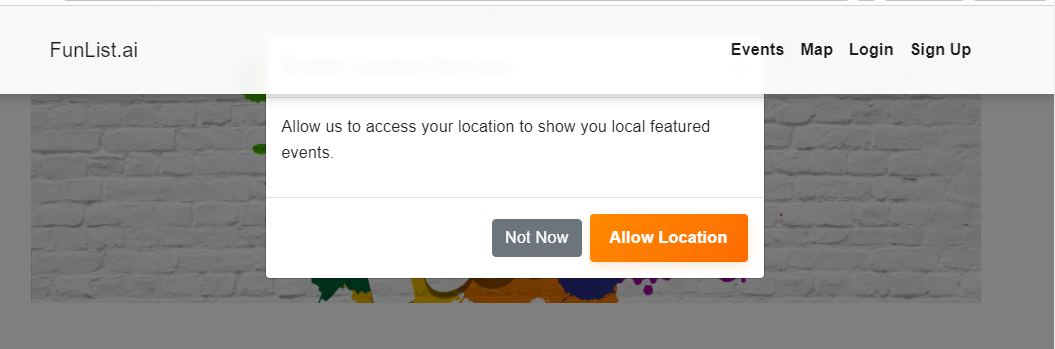 FunList.ai
Events Map Login Sign Up
Allow us to access your location to show you local featured
events.
Not Now Allow Location